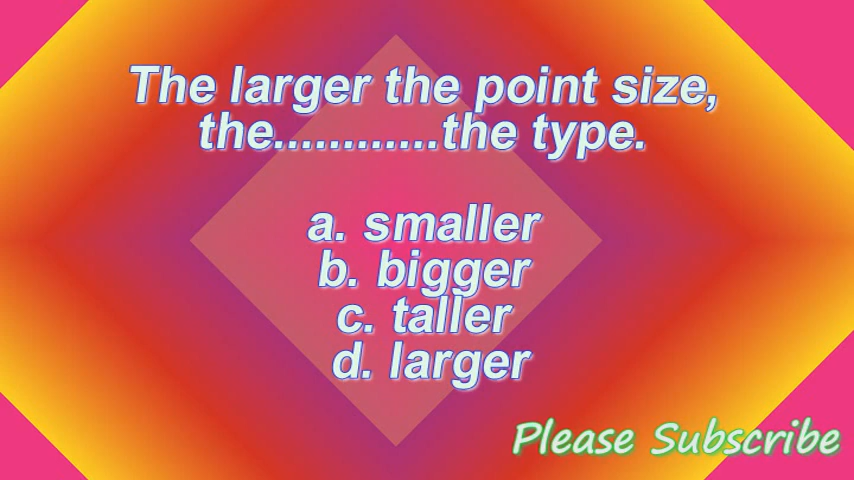 The larger the point size,
the............the type.
a. smaller
b. bigger
c. taller
d. larger
Please Subscribe